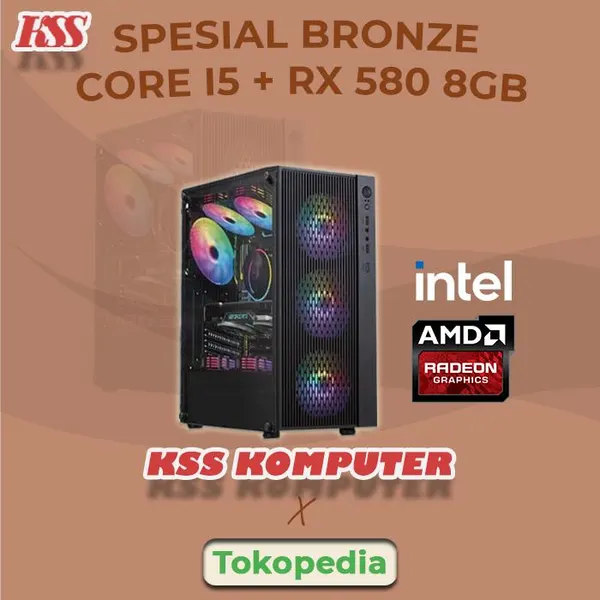 KSS
SPESIAL BRONZE
CORE I5 + RX 580 8GB
intel
AMD
RADEON
GRAPHICS
KSS KOMPUTER
X
Tokopedia